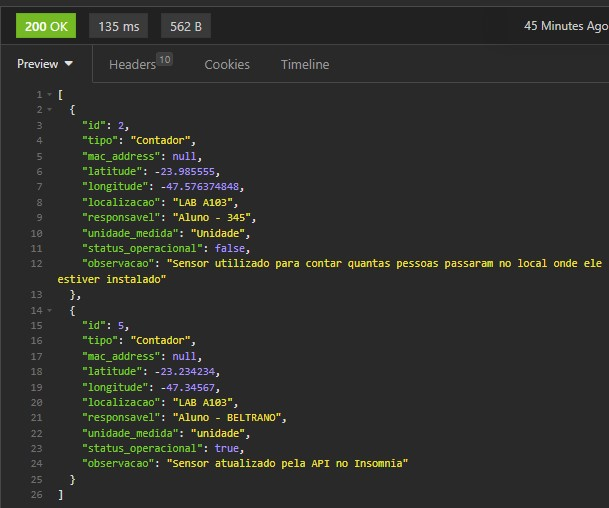 200 OK 135 ms 562 B 45 Minutes Ago
Preview Headers 10 Cookies Timeline
1 [
2 {
3 "id": 2,
4 "tipo": "Contador",
5 "mac_address": null,
6 "latitude": -23.985555,
7 "longitude": -47.576374848,
8 "localizacao": "LAB A103",
9 "responsavel": "Aluno - 345",
10 "unidade_medida": "Unidade",
11 "status_operacional": false,
12 "observacao": "Sensor utilizado para contar quantas pessoas passaram no local onde ele
estiver instalado"
13 },
14 {
15 "id": 5,
16 "tipo": "Contador",
17 "mac_address": null,
18 "latitude": -23.234234,
19 "longitude": -47.34567,
20 "localizacao": "LAB A103",
21 "responsavel": "Aluno - BELTRANO",
22 "unidade_medida": "unidade",
23 "status_operacional": true,
24 "observacao": "Sensor atualizado pela API no Insomnia"
25 }
26 ]